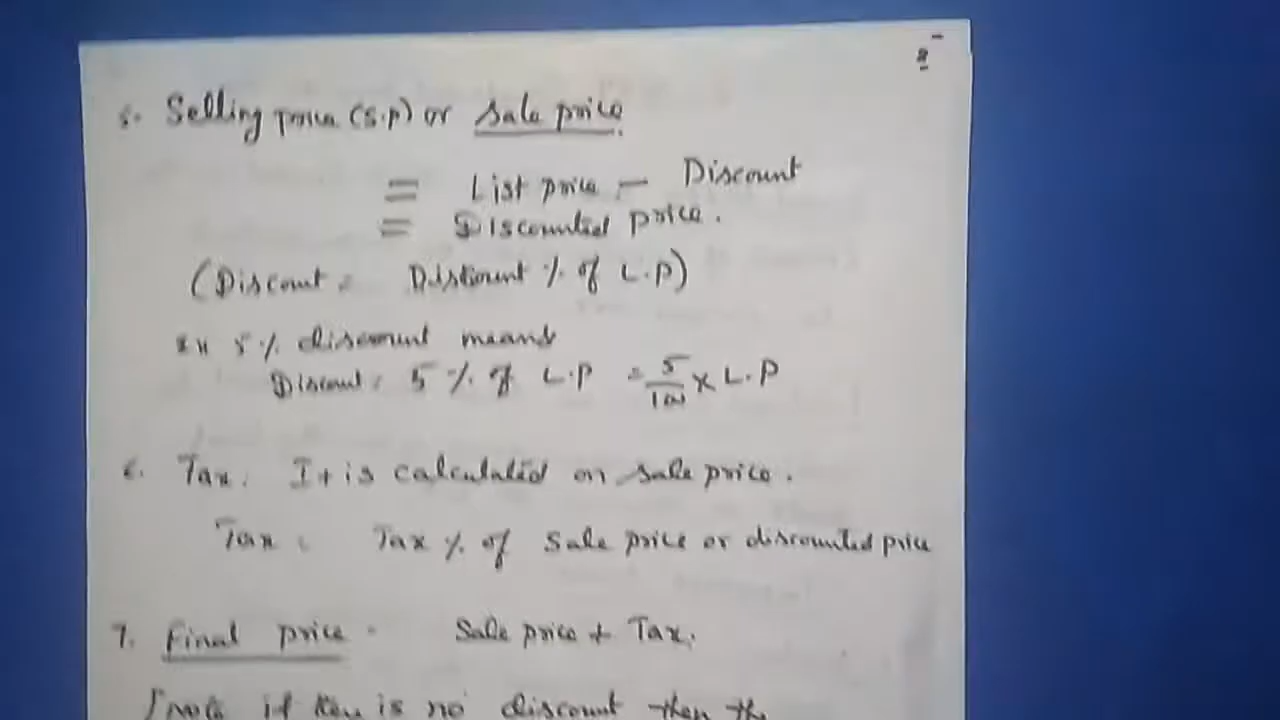 5. Selling price (S.P) or Sale price
= List price - Discount
= Discounted price.
(Discount = Discount % of L.P)
5% discount means
Discount = 5 % of L.P = 5/100 x L.P
6. Tax. It is calculated on sale price.
Tax = Tax % of sale price or discounted price
7. Final price = Sale price + Tax.
if there is no discount then the